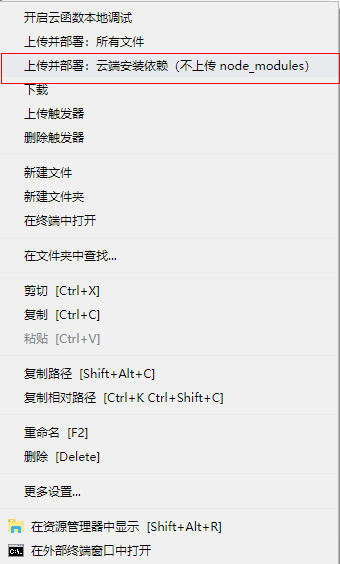 开启云函数本地调试
上传并部署：所有文件
上传并部署：云端安装依赖（不上传 node_modules）
下载
上传触发器
删除触发器
新建文件
新建文件夹
在终端中打开
在文件夹中查找...
剪切 [Ctrl+X]
复制 [Ctrl+C]
粘贴 [Ctrl+V]
复制路径 [Shift+Alt+C]
复制相对路径 [Ctrl+K Ctrl+Shift+C]
重命名 [F2]
删除 [Delete]
更多设置...
在资源管理器中显示 [Shift+Alt+R]
在外部终端窗口中打开